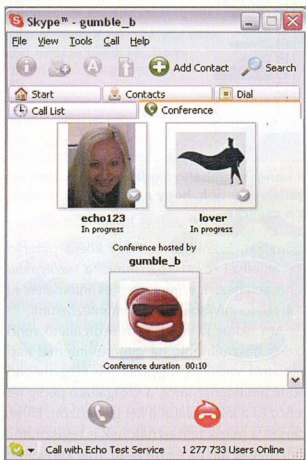 Skype™ - gumble_b
File View Tools Call Help
Add Contact Search
Start Contacts Dial
Call List Conference
echo123 lover
In progress In progress
Conference hosted by
gumble_b
Conference duration 00:10
Call with Echo Test Service 1 277 733 Users Online